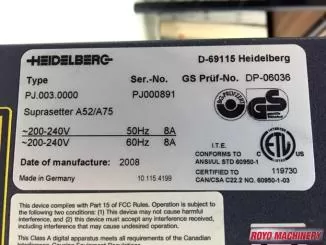 HEIDELBERG D-69115 Heidelberg
Type Ser.-No. GS Prüf-No. DP-06036
PJ.003.0000 PJ000891
Suprasetter A52/A75
~200-240V 50Hz 8A
~200-240V 60Hz 8A
Date of manufacture: 2008
Made in Germany 10.115.4199
GS
I.T.E.
CONFORMS TO
ANSI/UL STD 60950-1
119730
CERTIFIED TO
CAN/CSA C22.2 NO. 60950-1-03
This device complies with Part 15 of FCC Rules. Operation is
subject to the following two conditions: (1) This device may not cause
harmful interference, and (2) this device must accept any interference received,
including interference that may cause undesired operation.
This Class A digital apparatus meets all requirements of the Canadian
ROYO MACHINERY